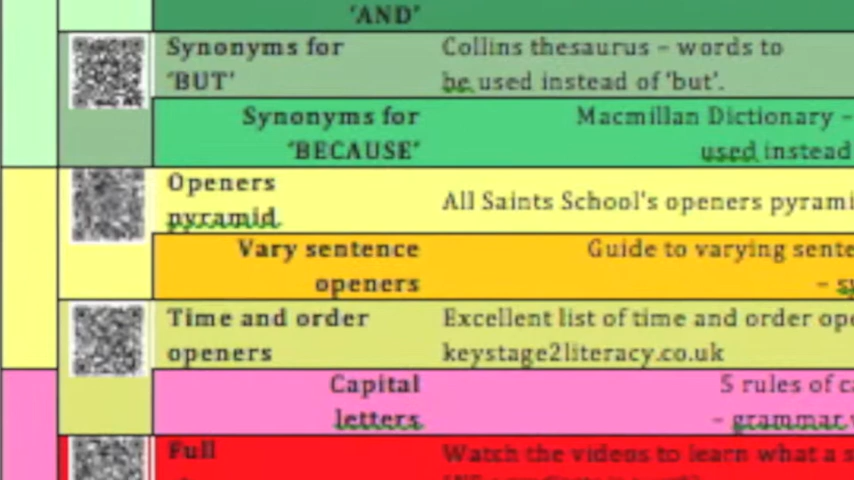 'AND'
Synonyms for
'BUT'
Collins thesaurus – words to
be used instead of 'but'.
Synonyms for
'BECAUSE'
Macmillan Dictionary –
used instead
Openers
pyramid
All Saints School's openers
Vary sentence
openers
Guide to varying
–
Time and order
openers
Excellent list of time and order
keystage2literacy.co.uk
Capital
letters
5 rules of
– grammar
Full
Watch the videos to learn what a